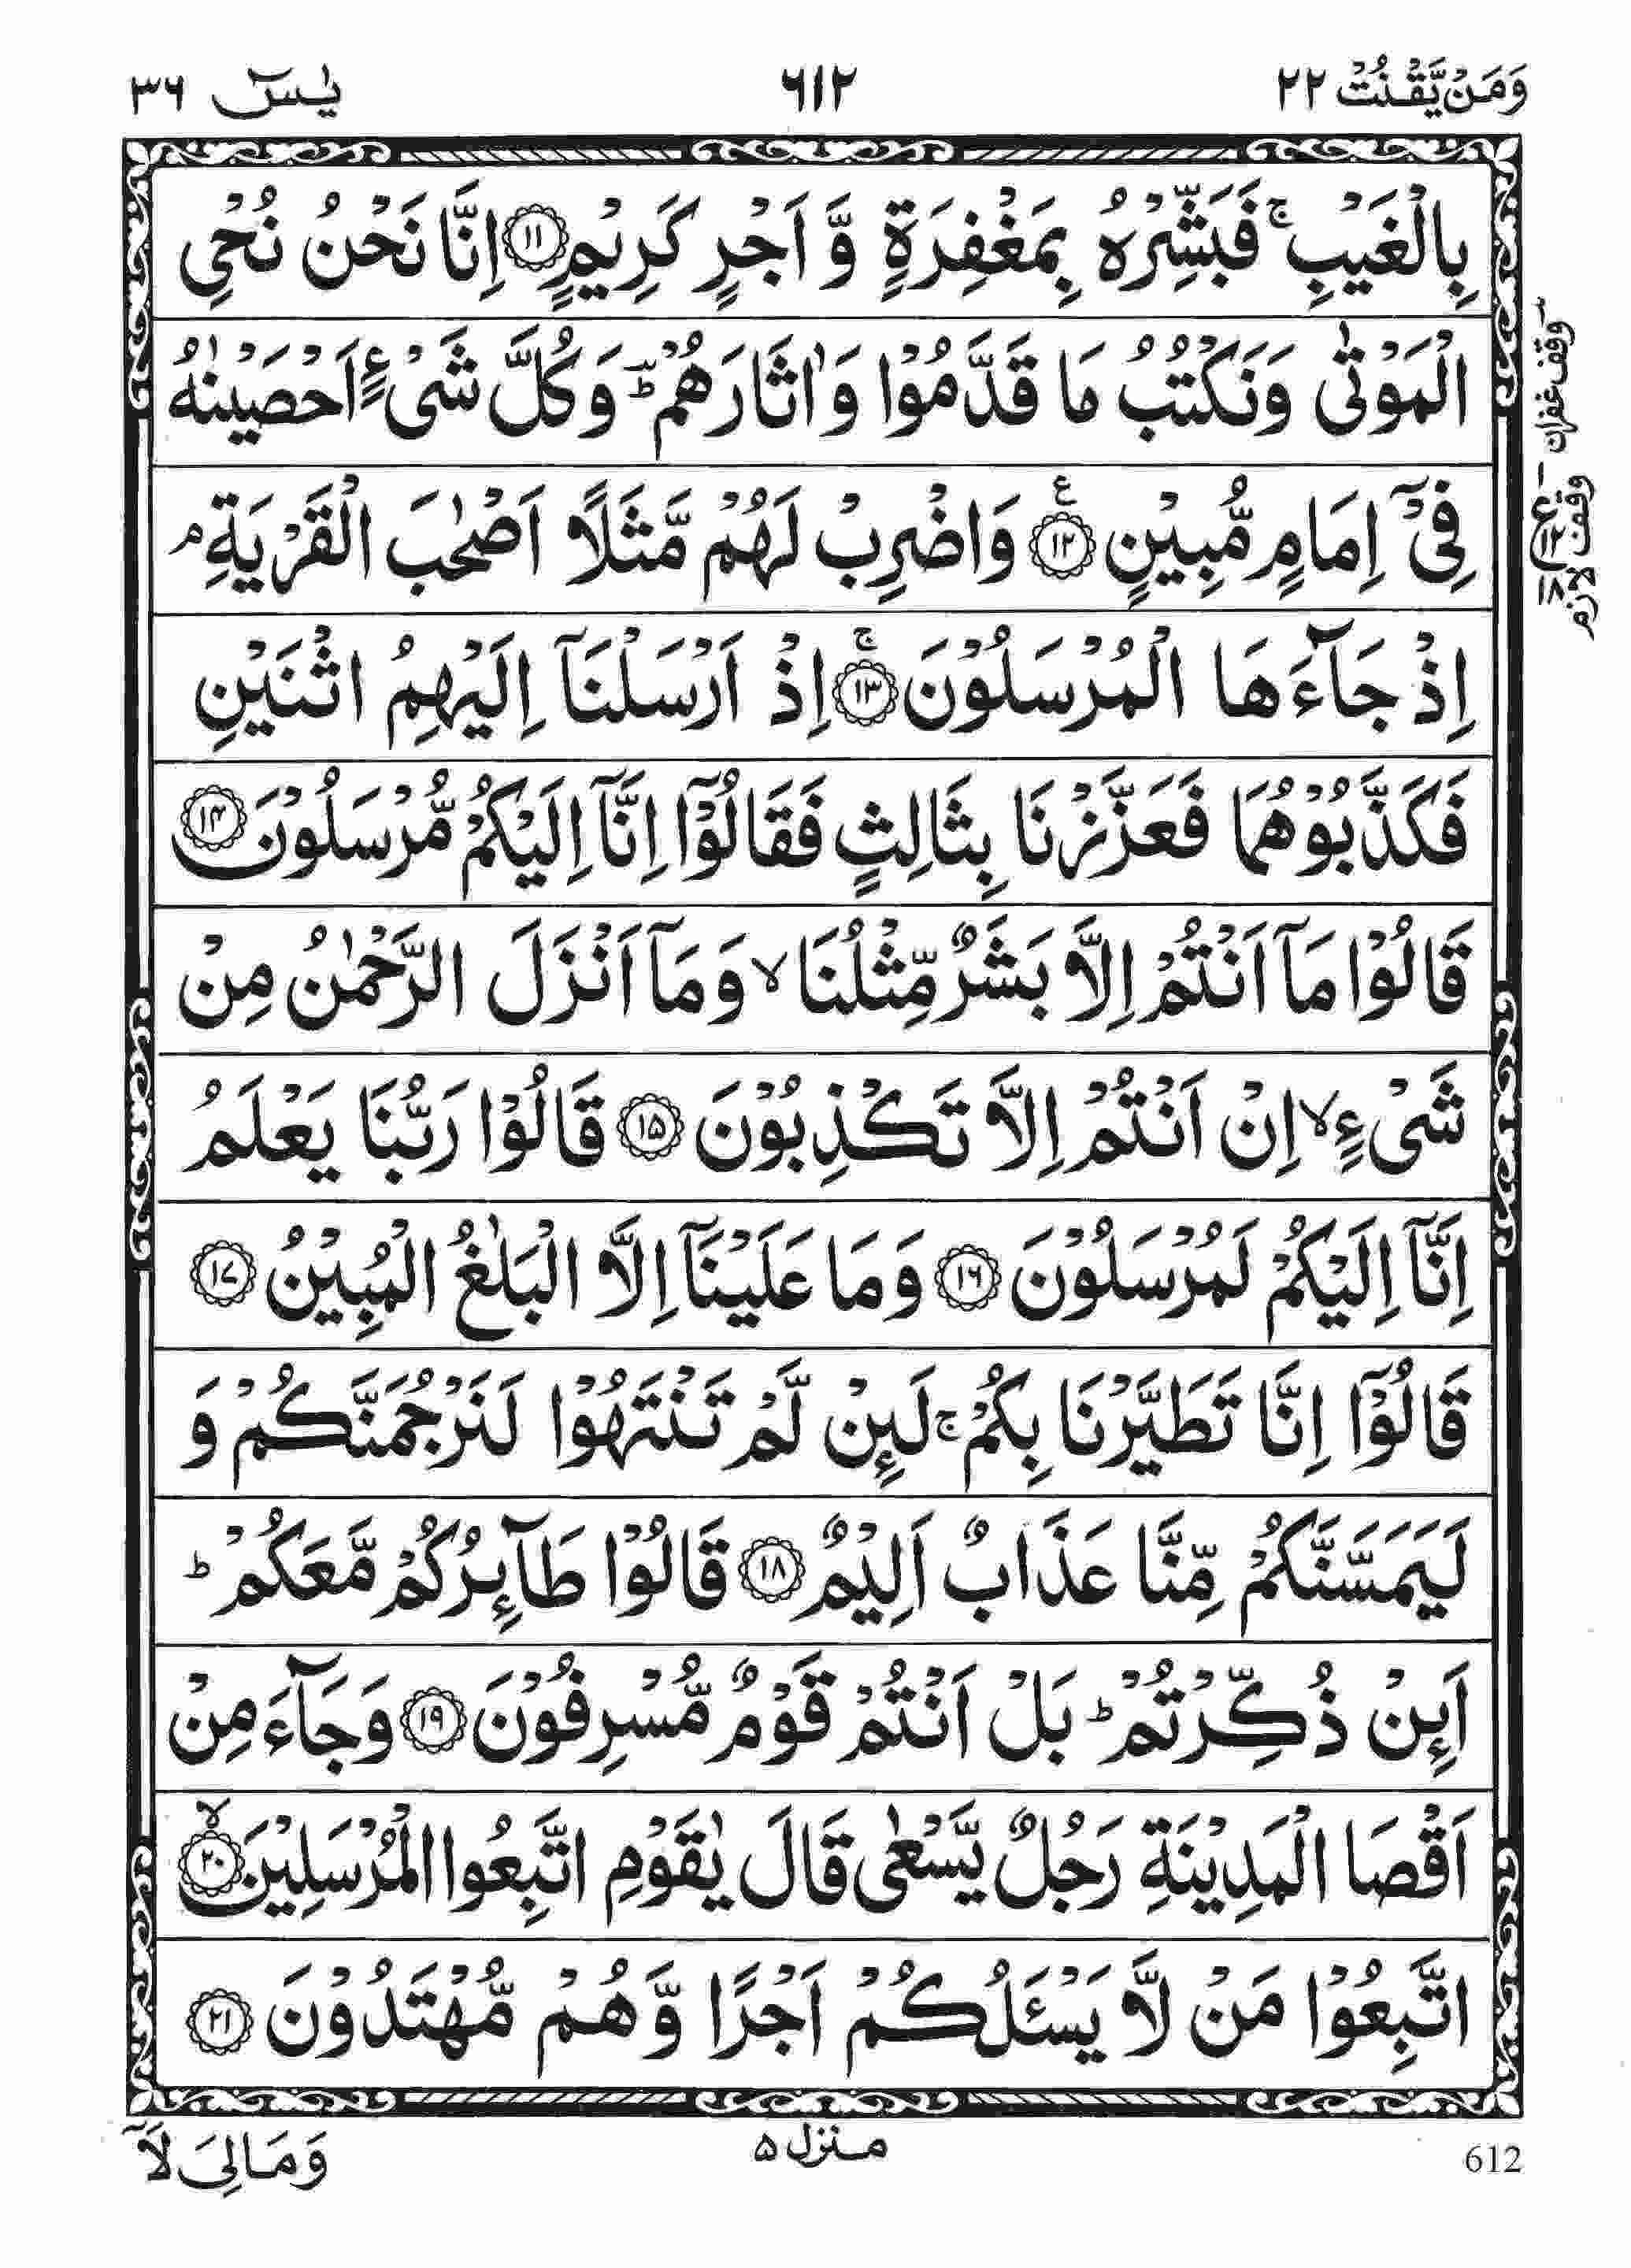 وَمَنْ يَّقْنُتْ ٢٢
٦١٢
يٰسٓ ٣٦
بِالْغَيْبِ ۚ فَبَشِّرْهُ بِمَغْفِرَةٍ وَّ اَجْرٍ كَرِيْمٍ ﴿١١﴾ اِنَّا نَحْنُ نُحْيِ
الْمَوْتٰى وَنَكْتُبُ مَا قَدَّمُوْا وَاٰثَارَهُمْ ؕؔ وَكُلَّ شَيْءٍ اَحْصَيْنٰهُ
فِيْٓ اِمَامٍ مُّبِيْنٍ ﴿١٢﴾ ع وَاضْرِبْ لَهُمْ مَّثَلًا اَصْحٰبَ الْقَرْيَةِ ۘ
اِذْ جَآءَهَا الْمُرْسَلُوْنَ ﴿١٣﴾ۚ اِذْ اَرْسَلْنَآ اِلَيْهِمُ اثْنَيْنِ
فَكَذَّبُوْهُمَا فَعَزَّزْنَا بِثَالِثٍ فَقَالُوْٓا اِنَّآ اِلَيْكُمْ مُّرْسَلُوْنَ ﴿١٤﴾
قَالُوْا مَآ اَنْتُمْ اِلَّا بَشَرٌ مِّثْلُنَا ۙ وَمَآ اَنْزَلَ الرَّحْمٰنُ مِنْ
شَيْءٍ ۙ اِنْ اَنْتُمْ اِلَّا تَكْذِبُوْنَ ﴿١٥﴾ قَالُوْا رَبُّنَا يَعْلَمُ
اِنَّآ اِلَيْكُمْ لَمُرْسَلُوْنَ ﴿١٦﴾ وَمَا عَلَيْنَآ اِلَّا الْبَلٰغُ الْمُبِيْنُ ﴿١٧﴾
قَالُوْٓا اِنَّا تَطَيَّرْنَا بِكُمْ ۚ لَئِنْ لَّمْ تَنْتَهُوْا لَنَرْجُمَنَّكُمْ وَ
لَيَمَسَّنَّكُمْ مِّنَّا عَذَابٌ اَلِيْمٌ ﴿١٨﴾ قَالُوْا طَآئِرُكُمْ مَّعَكُمْ ؕ
اَئِنْ ذُكِّرْتُمْ ؕ بَلْ اَنْتُمْ قَوْمٌ مُّسْرِفُوْنَ ﴿١٩﴾ وَجَآءَ مِنْ
اَقْصَا الْمَدِيْنَةِ رَجُلٌ يَّسْعٰى قَالَ يٰقَوْمِ اتَّبِعُوا الْمُرْسَلِيْنَ ﴿٢٠﴾ۙ
اتَّبِعُوْا مَنْ لَّا يَسْـَٔلُكُمْ اَجْرًا وَّهُمْ مُّهْتَدُوْنَ ﴿٢١﴾
وقف غفران
ع ١٢ ١٨
وقف لازم
وَمَالِيَ لَآ
منزل ٥
612